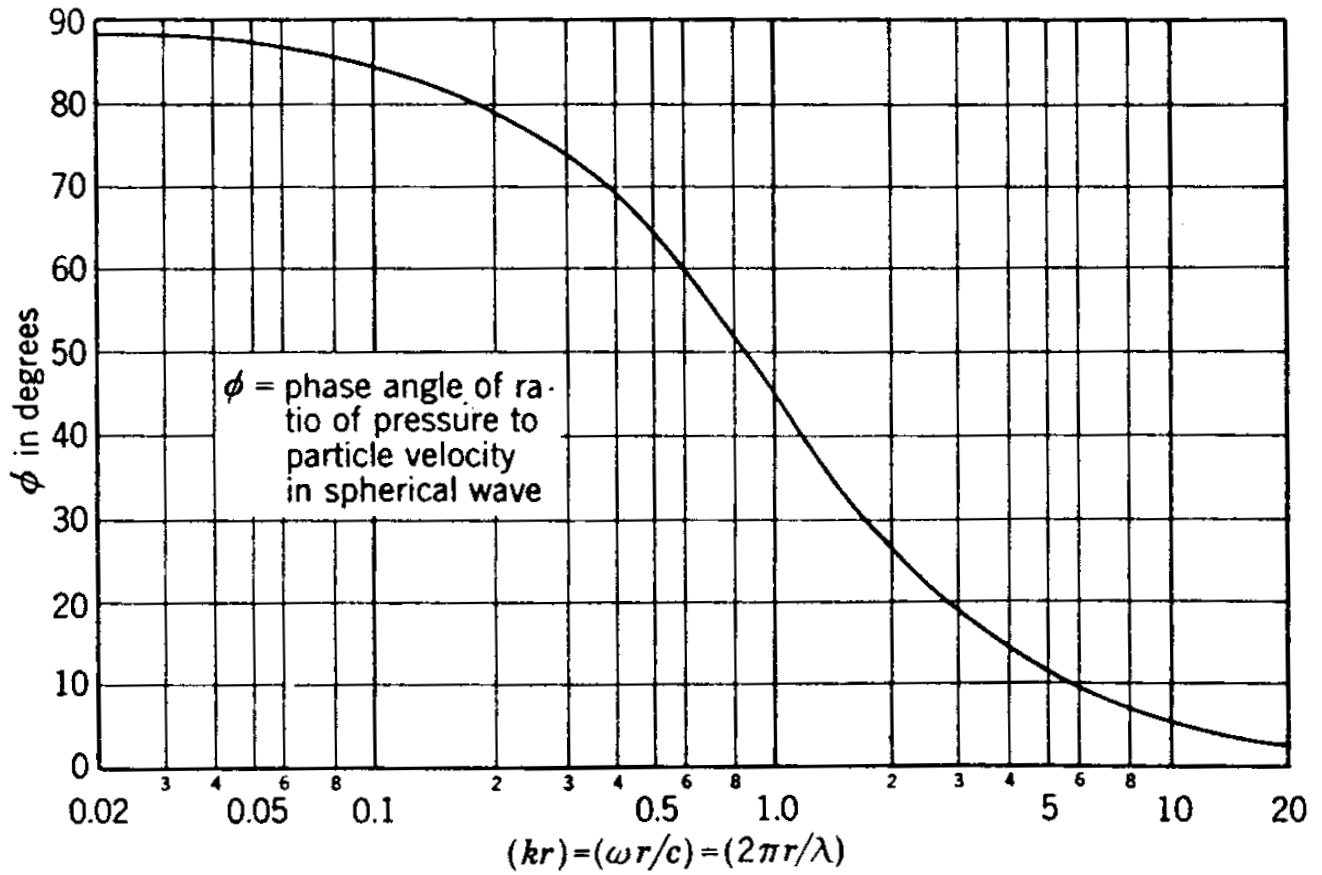 90
80
70
60
50
40
30
20
10
0
ϕ in degrees
ϕ = phase angle of ra-
tio of pressure to
particle velocity
in spherical wave
3 4 6 8 2 3 4 6 8 2 3 4 6 8
0.02 0.05 0.1 0.5 1.0 5 10 20
(kr)=(ωr/c)=(2πr/λ)